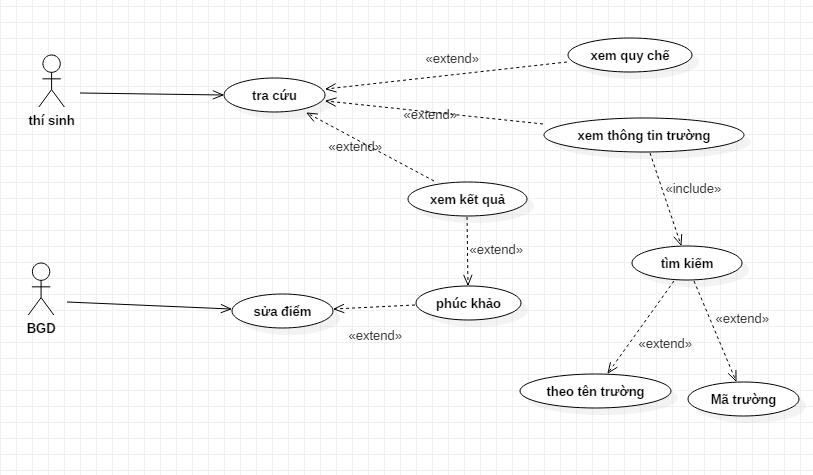 xem quy chế
«extend»
tra cứu
thí sinh
«extend»
xem thông tin trường
«extend»
«include»
xem kết quả
«extend»
tìm kiếm
BGD
sửa điểm
phúc khảo
«extend»
«extend»
«extend»
theo tên trường
Mã trường